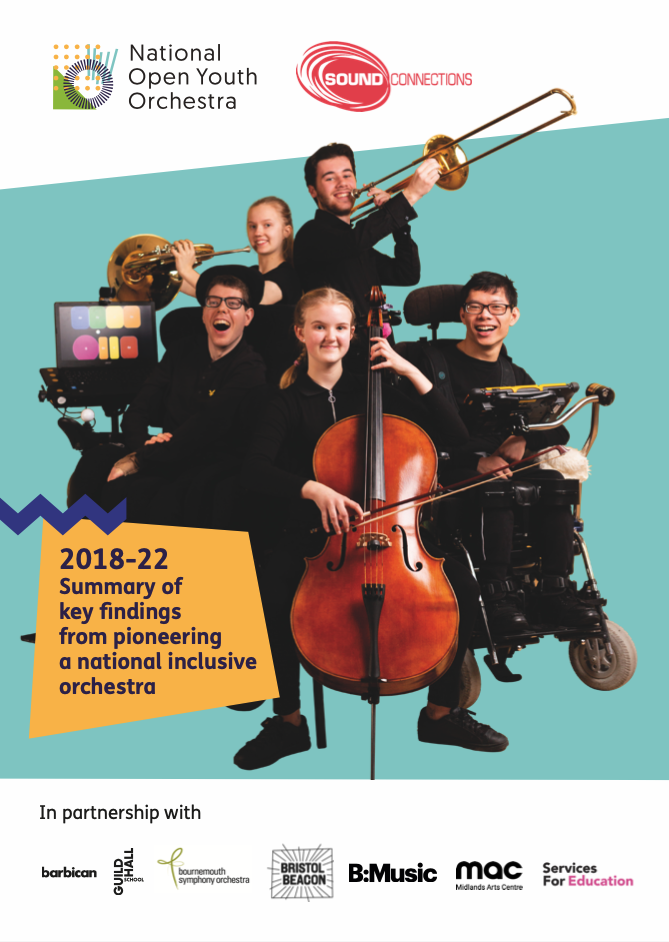 National
Open Youth
Orchestra
SOUND CONNECTIONS
2018-22
Summary of
key findings
from pioneering
a national inclusive
orchestra
In partnership with
barbican
GUILD
HALL
SCHOOL
bournemouth
symphony orchestra
BRISTOL
BEACON
B:Music
mac
Midlands Arts Centre
Services
For Education